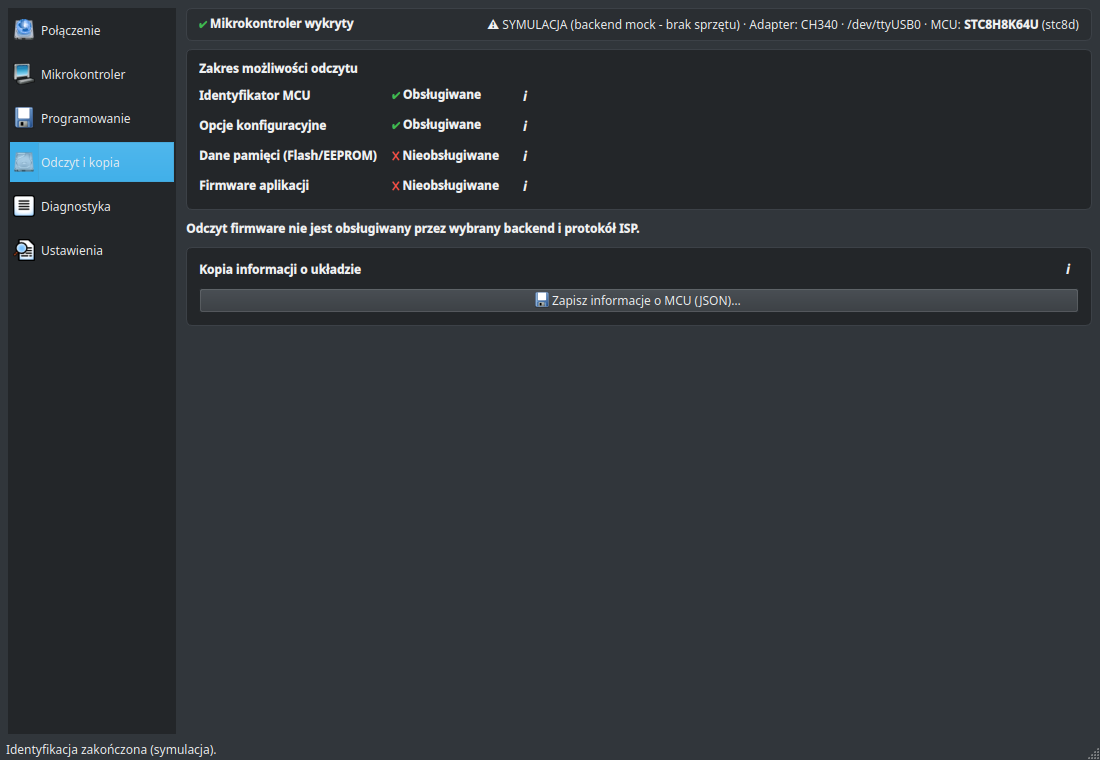 Połączenie
Mikrokontroler
Programowanie
Odczyt i kopia
Diagnostyka
Ustawienia
✔ Mikrokontroler wykryty
⚠ SYMULACJA (backend mock - brak sprzętu) · Adapter: CH340 · /dev/ttyUSB0 · MCU: STC8H8K64U (stc8d)
Zakres możliwości odczytu
Identyfikator MCU ✔ Obsługiwane i
Opcje konfiguracyjne ✔ Obsługiwane i
Dane pamięci (Flash/EEPROM) ✗ Nieobsługiwane i
Firmware aplikacji ✗ Nieobsługiwane i
Odczyt firmware nie jest obsługiwany przez wybrany backend i protokół ISP.
Kopia informacji o układzie i
Zapisz informacje o MCU (JSON)...
Identyfikacja zakończona (symulacja).